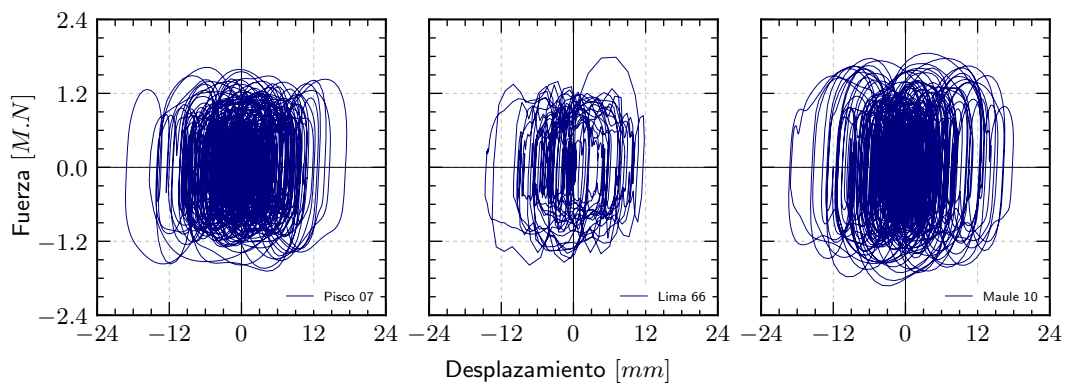 2.4
1.2
0.0
−1.2
−2.4
Fuerza [M.N]
Pisco 07
Lima 66
Maule 10
−24 −12 0 12 24
−24 −12 0 12 24
−24 −12 0 12 24
Desplazamiento [mm]